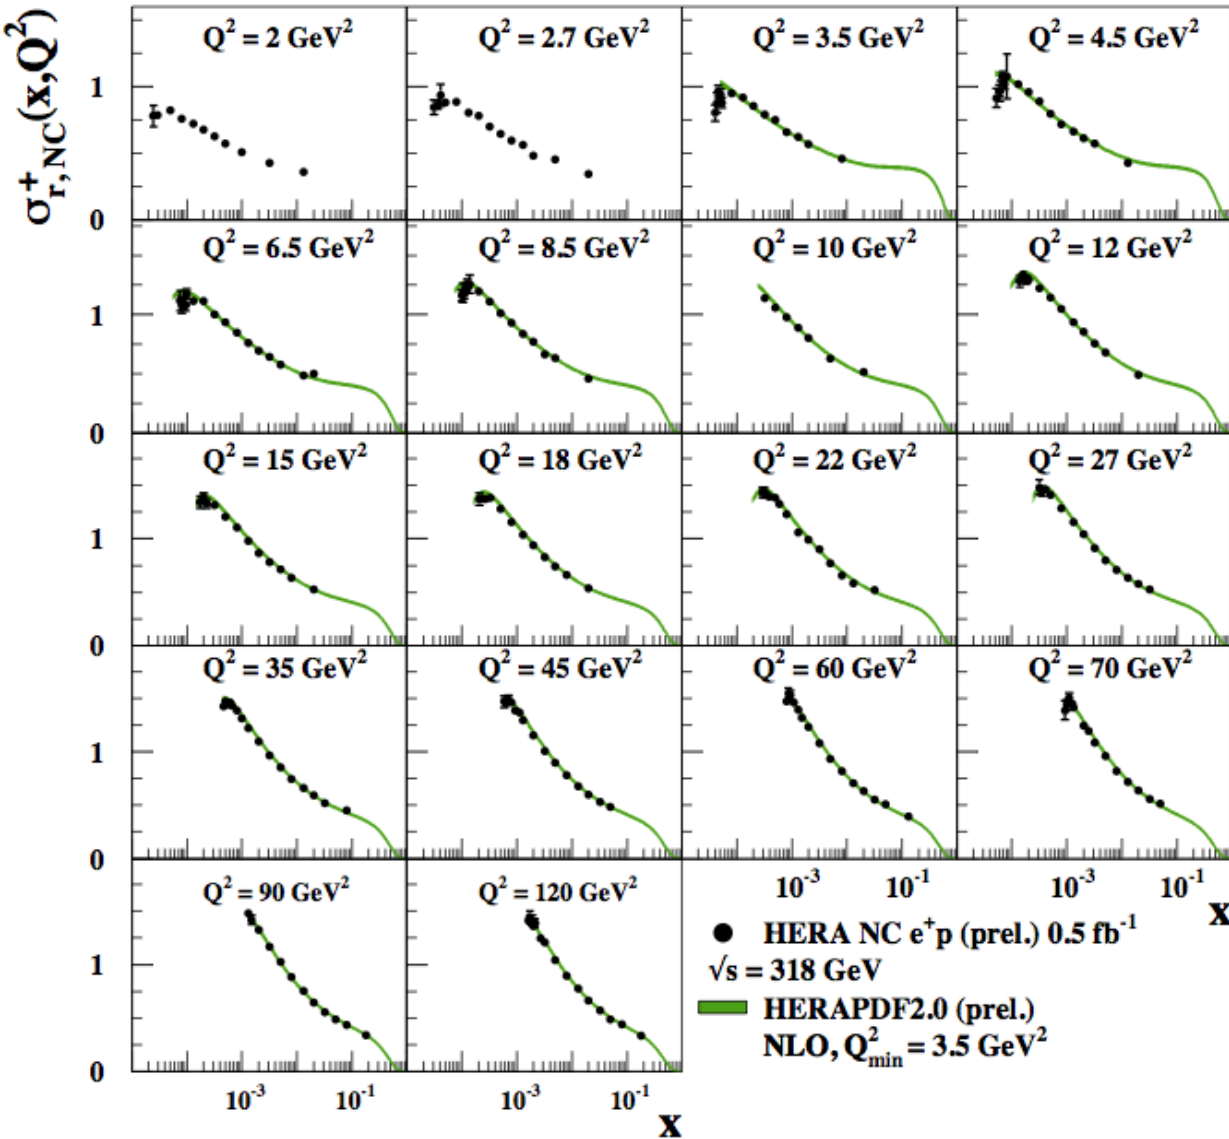 σ⁺r,NC(x,Q²)
Q² = 2 GeV²
Q² = 2.7 GeV²
Q² = 3.5 GeV²
Q² = 4.5 GeV²
1
0
Q² = 6.5 GeV²
Q² = 8.5 GeV²
Q² = 10 GeV²
Q² = 12 GeV²
1
0
Q² = 15 GeV²
Q² = 18 GeV²
Q² = 22 GeV²
Q² = 27 GeV²
1
0
Q² = 35 GeV²
Q² = 45 GeV²
Q² = 60 GeV²
Q² = 70 GeV²
1
0
Q² = 90 GeV²
Q² = 120 GeV²
1
0
10⁻³ 10⁻¹ 10⁻³ 10⁻¹
x
10⁻³ 10⁻¹ 10⁻³ 10⁻¹
x
HERA NC e⁺p (prel.) 0.5 fb⁻¹
√s = 318 GeV
HERAPDF2.0 (prel.)
NLO, Q²min = 3.5 GeV²